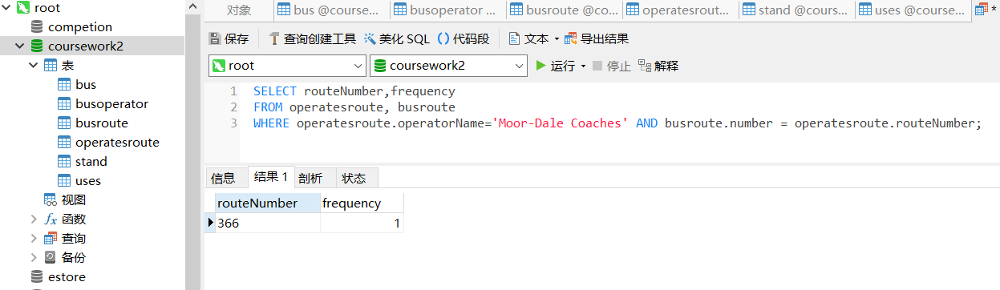 root
competion
coursework2
表
bus
busoperator
busroute
operatesroute
stand
uses
视图
fx 函数
查询
备份
estore
对象
bus @course...
busoperator ...
busroute @co...
operatesrout...
stand @cours...
uses @course...
*
保存
查询创建工具
美化 SQL
() 代码段
文本
导出结果
root
coursework2
运行
停止
解释
1 SELECT routeNumber,frequency
2 FROM operatesroute, busroute
3 WHERE operatesroute.operatorName='Moor-Dale Coaches' AND busroute.number = operatesroute.routeNumber;
信息 结果 1 剖析 状态
routeNumber frequency
366 1